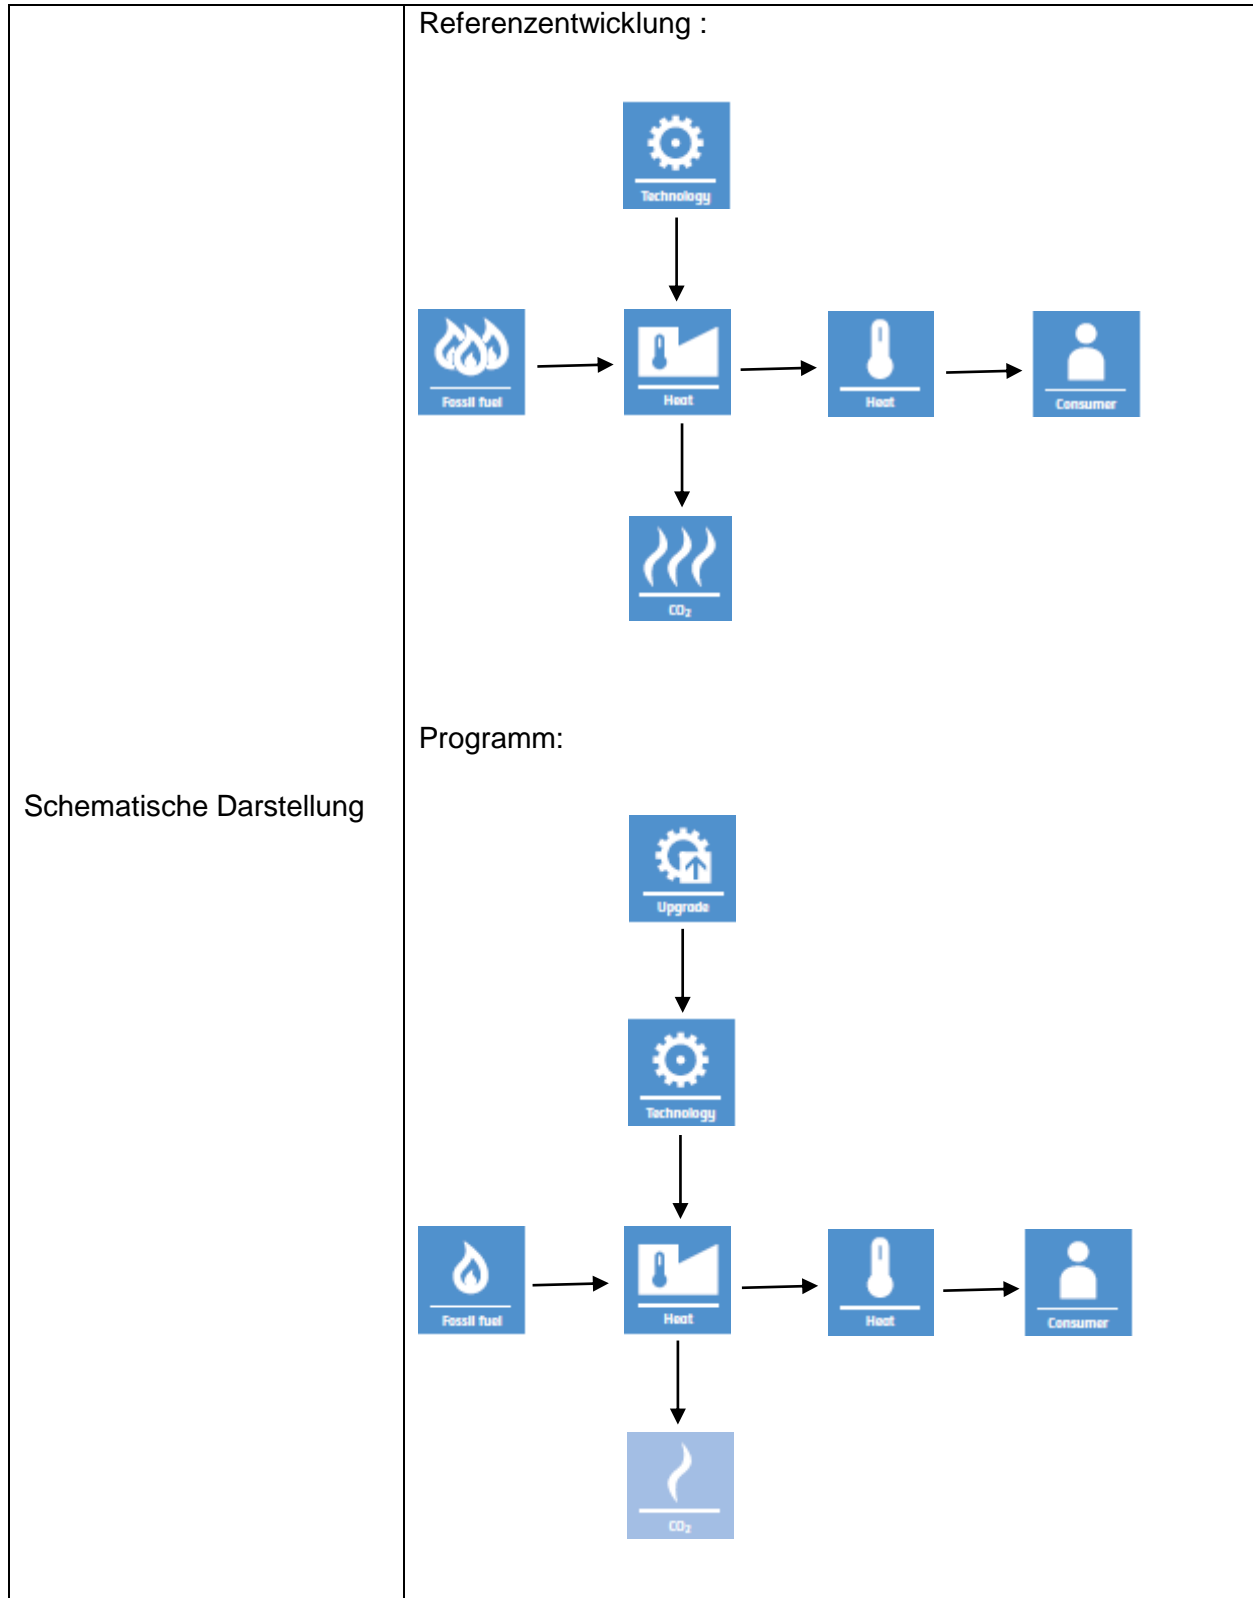 Schematische Darstellung
Referenzentwicklung :
Technology
Fossil fuel
Heat
Heat
Consumer
CO₂
Programm:
Upgrade
Technology
Fossil fuel
Heat
Heat
Consumer
CO₂